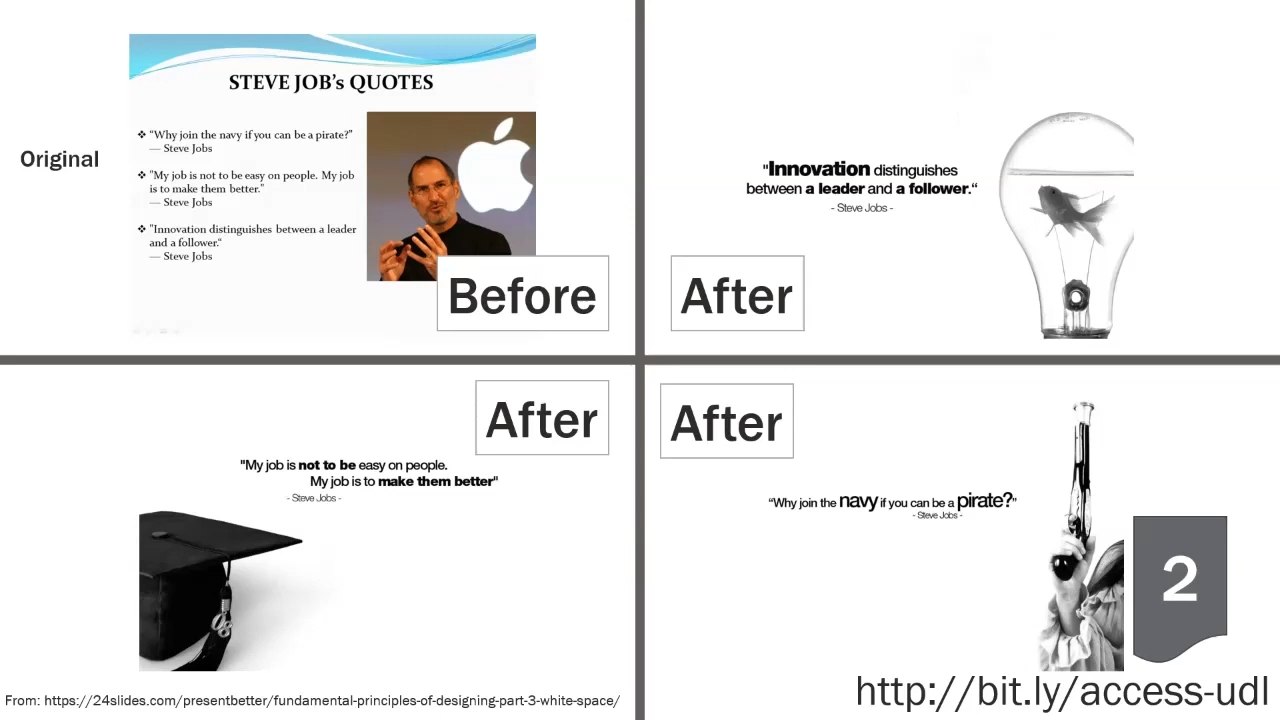 Original
STEVE JOB’s QUOTES
❖ "Why join the navy if you can be a pirate?"
— Steve Jobs
❖ "My job is not to be easy on people. My job
is to make them better."
— Steve Jobs
❖ "Innovation distinguishes between a leader
and a follower.“
— Steve Jobs
Before
"Innovation distinguishes
between a leader and a follower.“
- Steve Jobs -
After
After
"My job is not to be easy on people.
My job is to make them better"
- Steve Jobs -
After
“Why join the navy if you can be a pirate?”
- Steve Jobs -
2
From: https://24slides.com/presentbetter/fundamental-principles-of-designing-part-3-white-space/
http://bit.ly/access-udl